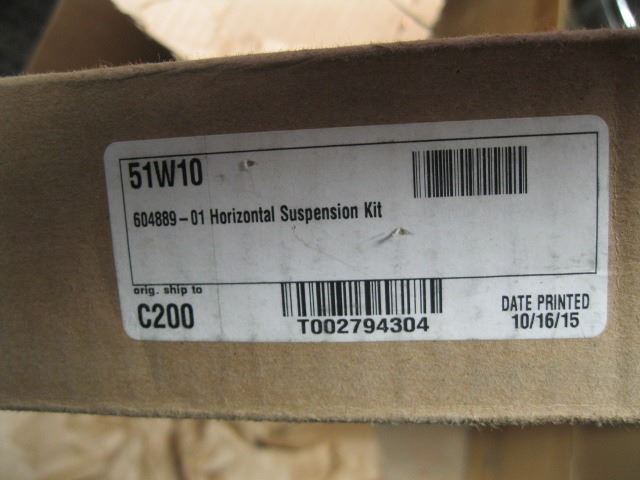 51W10
604889-01 Horizontal Suspension Kit
orig. ship to
C200
T002794304
DATE PRINTED
10/16/15